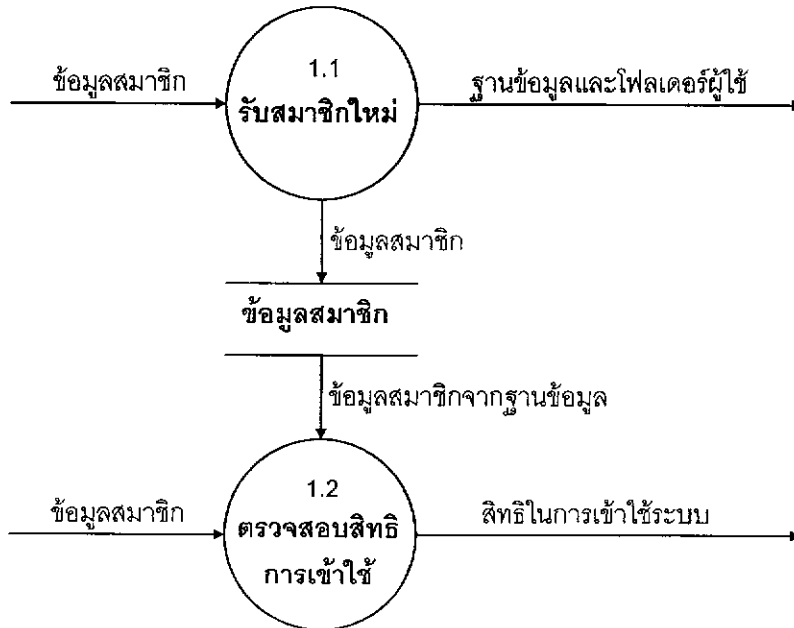 ข้อมูลสมาชิก
1.1
รับสมาชิกใหม่
ฐานข้อมูลและโฟลเดอร์ผู้ใช้
ข้อมูลสมาชิก
ข้อมูลสมาชิก
ข้อมูลสมาชิกจากฐานข้อมูล
ข้อมูลสมาชิก
1.2
ตรวจสอบสิทธิ
การเข้าใช้
สิทธิในการเข้าใช้ระบบ